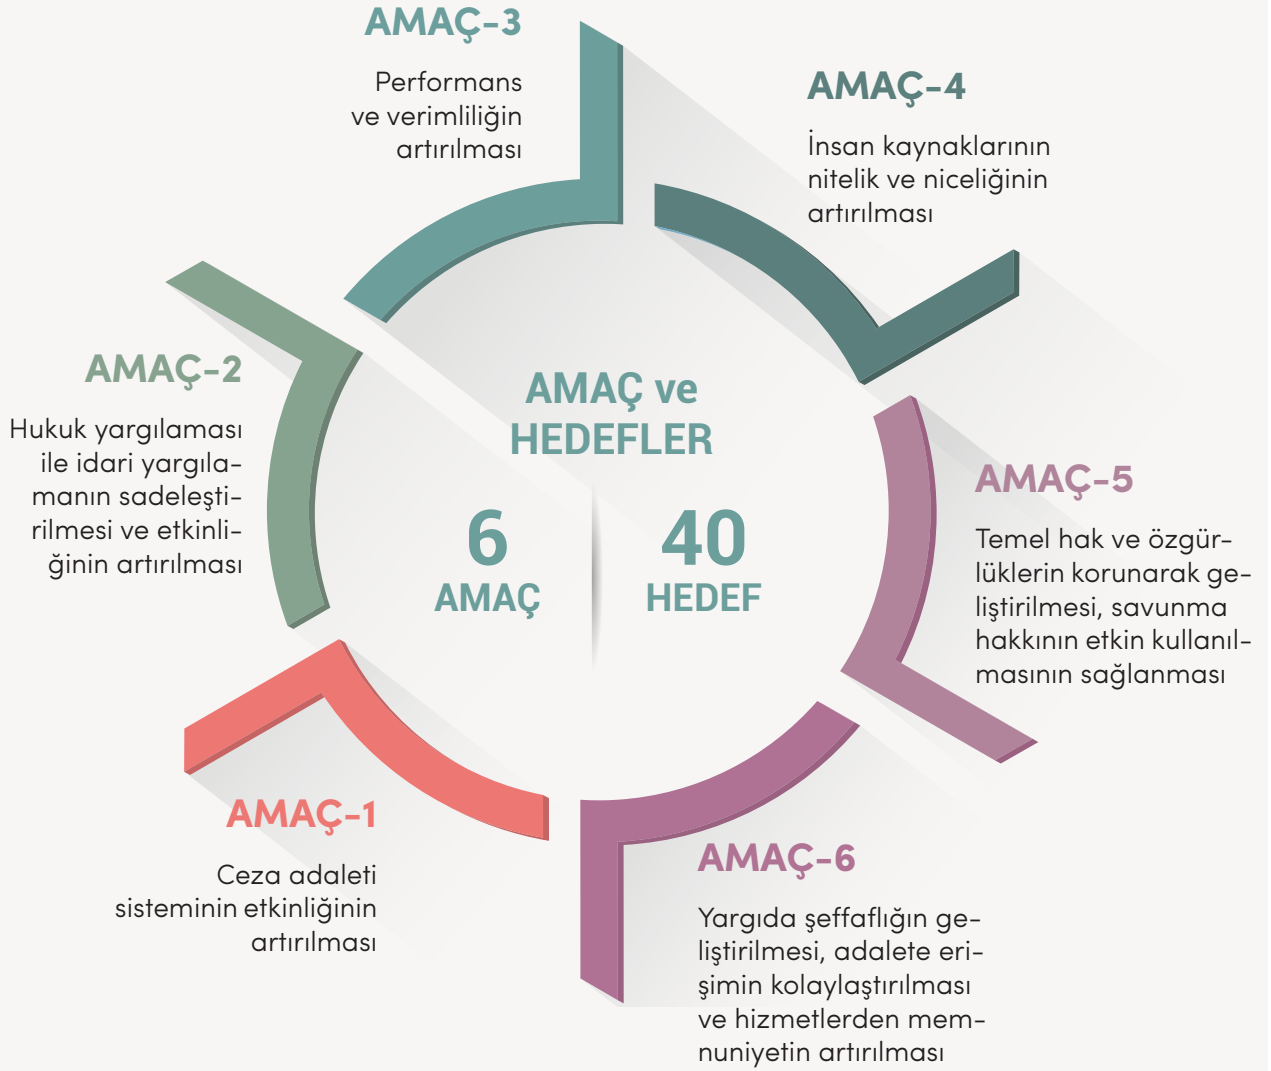 AMAÇ-3
Performans
ve verimliliğin
artırılması
AMAÇ-4
İnsan kaynaklarının
nitelik ve niceliğinin
artırılması
AMAÇ-2
Hukuk yargılaması
ile idari yargıla-
manın sadeleşti-
rilmesi ve etkinli-
ğinin artırılması
AMAÇ ve
HEDEFLER
6
AMAÇ
40
HEDEF
AMAÇ-5
Temel hak ve özgür-
lüklerin korunarak ge-
liştirilmesi, savunma
hakkının etkin kullanıl-
masının sağlanması
AMAÇ-1
Ceza adaleti
sisteminin etkinliğinin
artırılması
AMAÇ-6
Yargıda şeffaflığın ge-
liştirilmesi, adalete eri-
şimin kolaylaştırılması
ve hizmetlerden mem-
nuniyetin artırılması